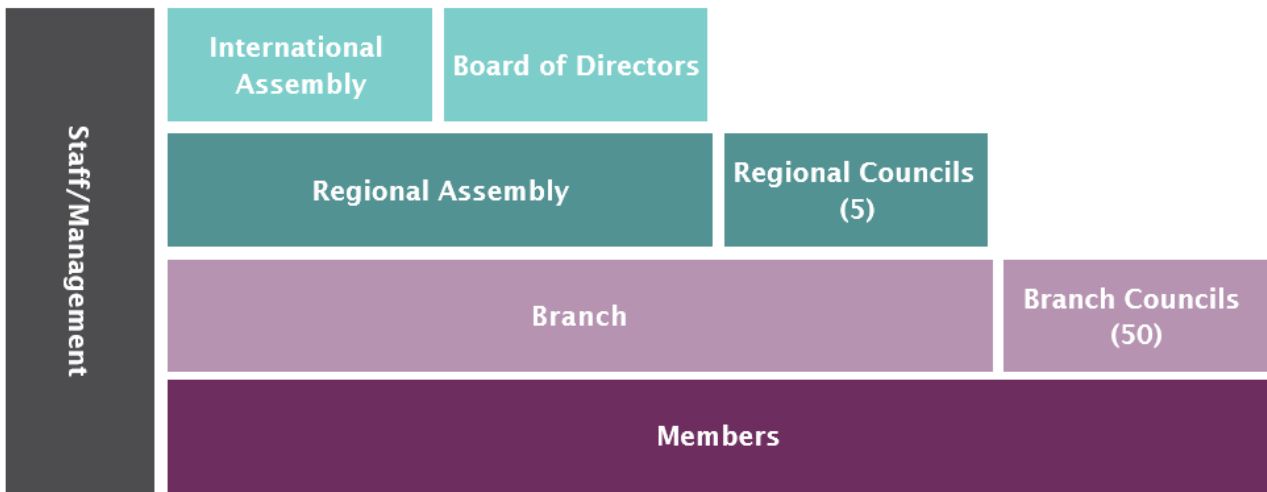 Staff/Management
International
Assembly
Board of Directors
Regional Assembly
Regional Councils
(5)
Branch
Branch Councils
(50)
Members